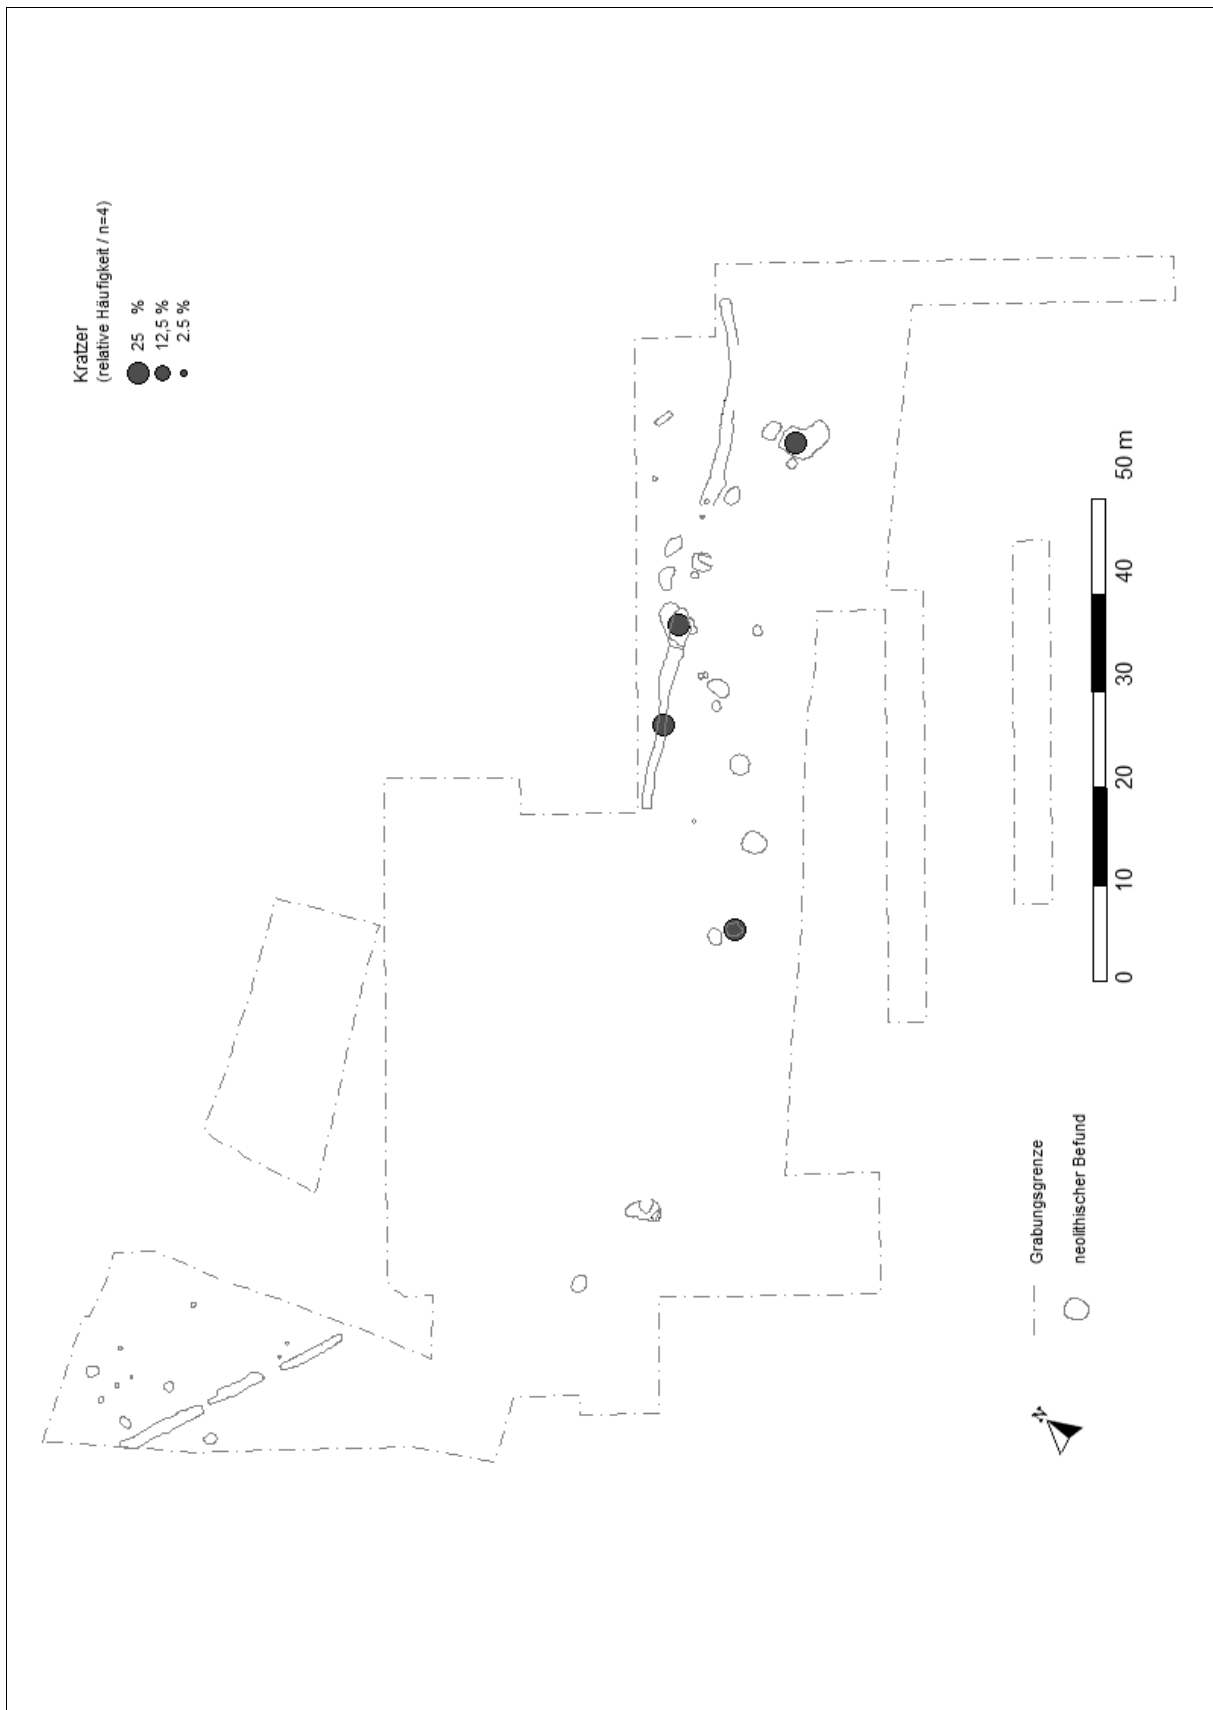 Kratzer
(relative Häufigkeit / n=4)
25 %
12,5 %
2.5 %
0 10 20 30 40 50 m
Grabungsgrenze
neolithischer Befund
N